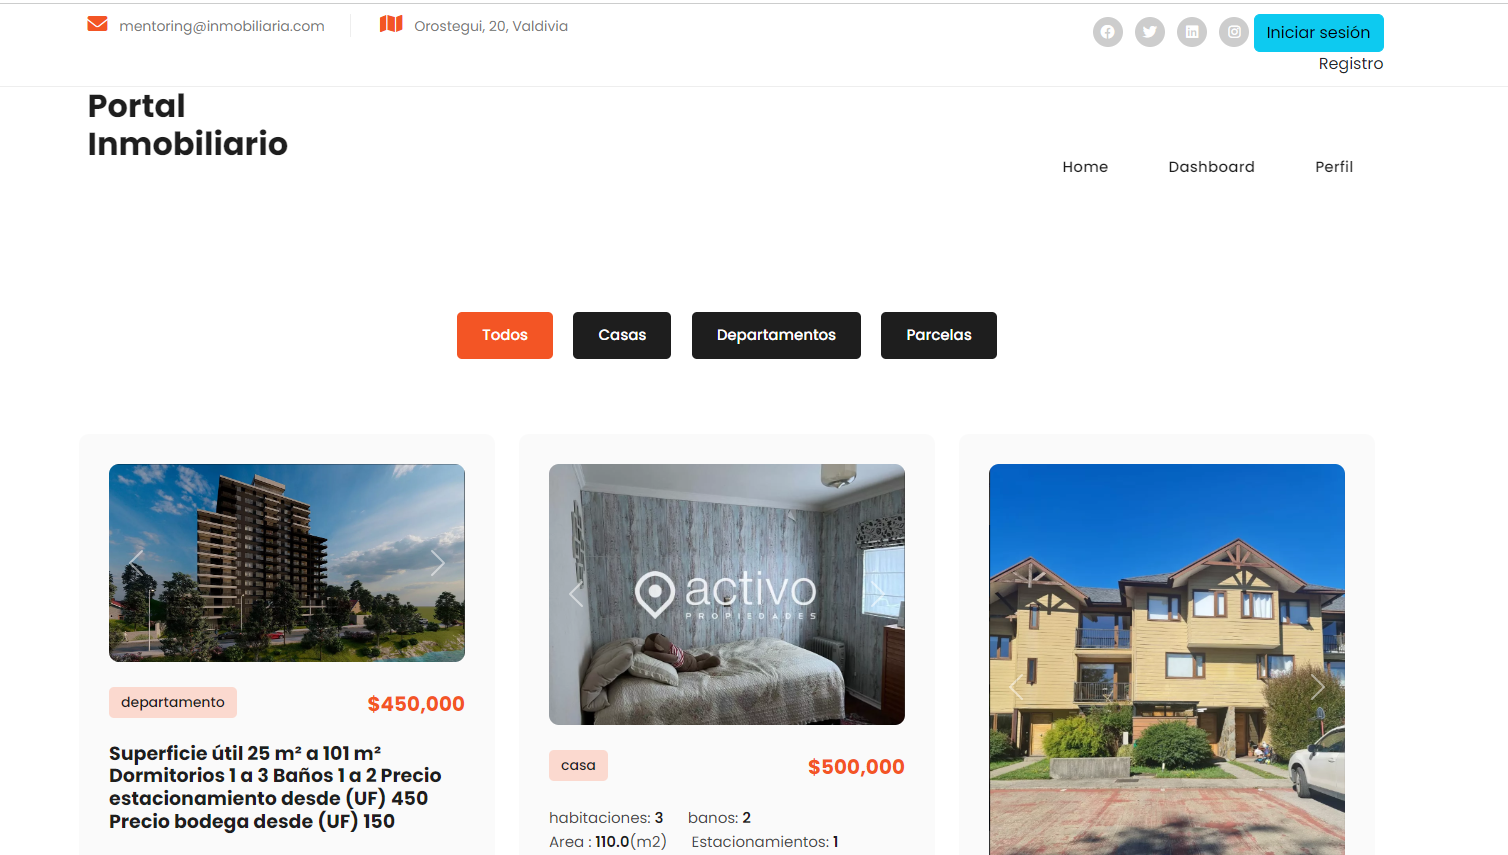 mentoring@inmobiliaria.com
Orostegui, 20, Valdivia
Iniciar sesión
Registro
Portal
Inmobiliario
Home
Dashboard
Perfil
Todos
Casas
Departamentos
Parcelas
departamento
$450,000
Superficie útil 25 m² a 101 m²
Dormitorios 1 a 3 Baños 1 a 2 Precio
estacionamiento desde (UF) 450
Precio bodega desde (UF) 150
activo
PROPIEDADES
casa
$500,000
habitaciones: 3 banos: 2
Area : 110.0(m2) Estacionamientos: 1